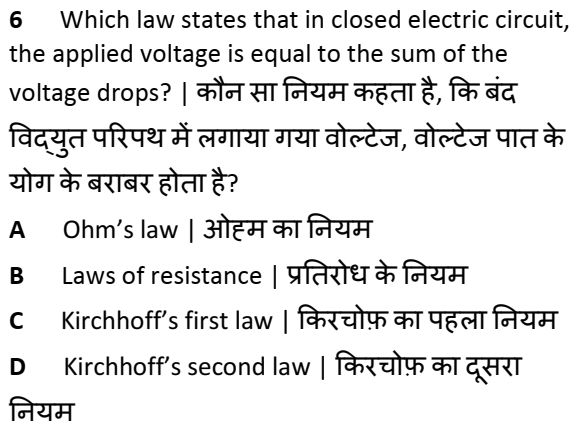 6 Which law states that in closed electric circuit,
the applied voltage is equal to the sum of the
voltage drops? | कौन सा नियम कहता है, कि बंद
विद्युत परिपथ में लगाया गया वोल्टेज, वोल्टेज पात के
योग के बराबर होता है?
A Ohm’s law | ओह्म का नियम
B Laws of resistance | प्रतिरोध के नियम
C Kirchhoff’s first law | किरचोफ़ का पहला नियम
D Kirchhoff’s second law | किरचोफ़ का दूसरा
नियम